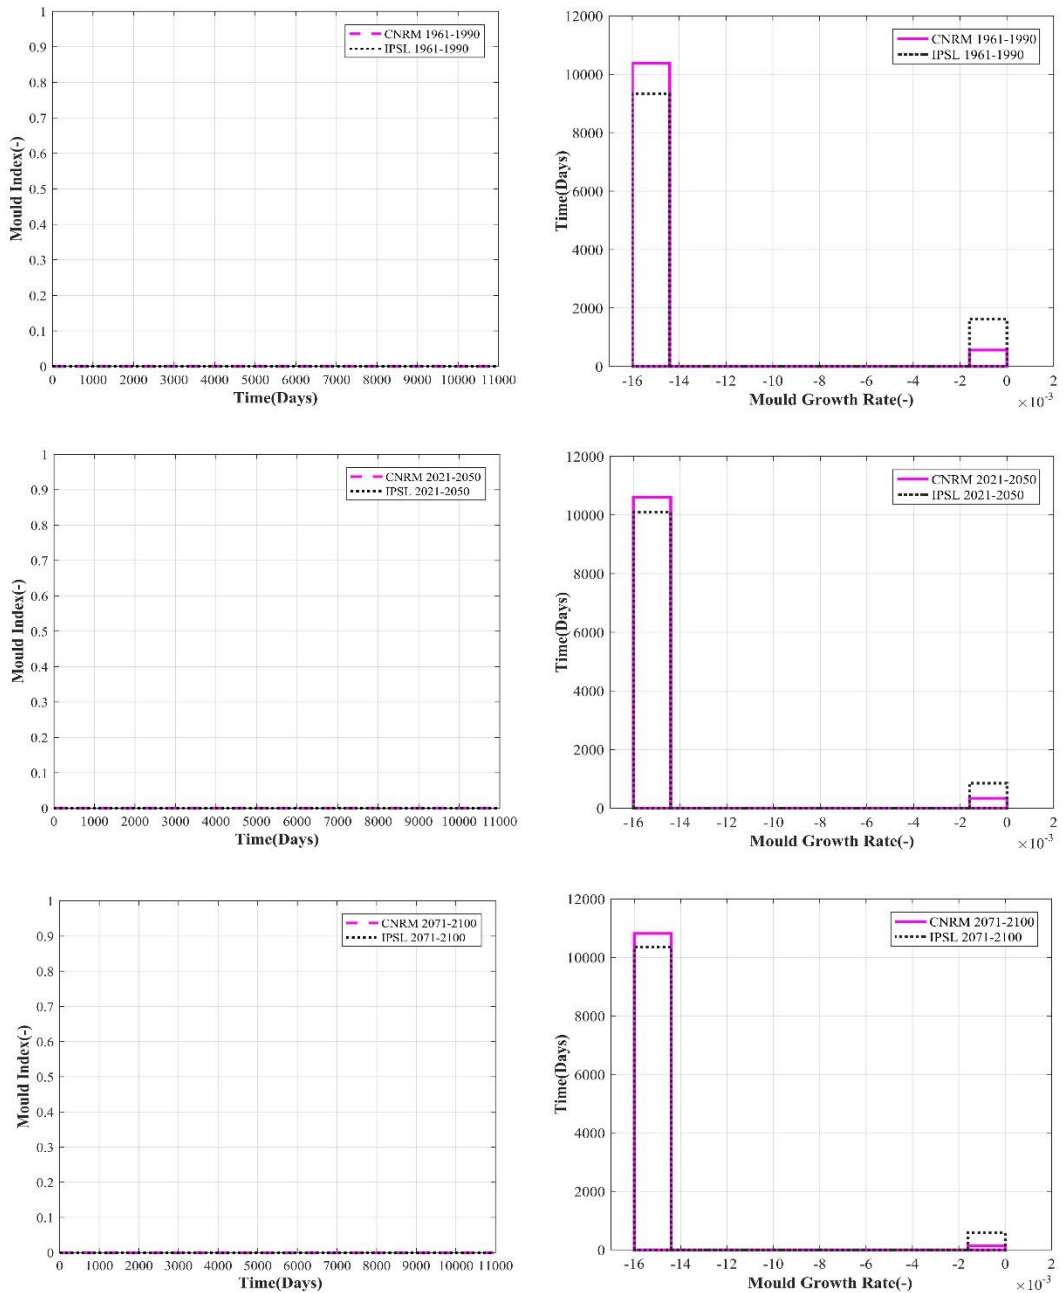 1
0.9
0.8
0.7
0.6
0.5
0.4
0.3
0.2
0.1
0
Mould Index(-)
0 1000 2000 3000 4000 5000 6000 7000 8000 9000 10000 11000
Time(Days)
CNRM 1961-1990
IPSL 1961-1990
12000
10000
8000
6000
4000
2000
0
Time(Days)
-16 -14 -12 -10 -8 -6 -4 -2 0 2
×10⁻³
Mould Growth Rate(-)
CNRM 1961-1990
IPSL 1961-1990
1
0.9
0.8
0.7
0.6
0.5
0.4
0.3
0.2
0.1
0
Mould Index(-)
0 1000 2000 3000 4000 5000 6000 7000 8000 9000 10000 11000
Time(Days)
CNRM 2021-2050
IPSL 2021-2050
12000
10000
8000
6000
4000
2000
0
Time(Days)
-16 -14 -12 -10 -8 -6 -4 -2 0 2
×10⁻³
Mould Growth Rate(-)
CNRM 2021-2050
IPSL 2021-2050
1
0.9
0.8
0.7
0.6
0.5
0.4
0.3
0.2
0.1
0
Mould Index(-)
0 1000 2000 3000 4000 5000 6000 7000 8000 9000 10000 11000
Time(Days)
CNRM 2071-2100
IPSL 2071-2100
12000
10000
8000
6000
4000
2000
0
Time(Days)
-16 -14 -12 -10 -8 -6 -4 -2 0 2
×10⁻³
Mould Growth Rate(-)
CNRM 2071-2100
IPSL 2071-2100